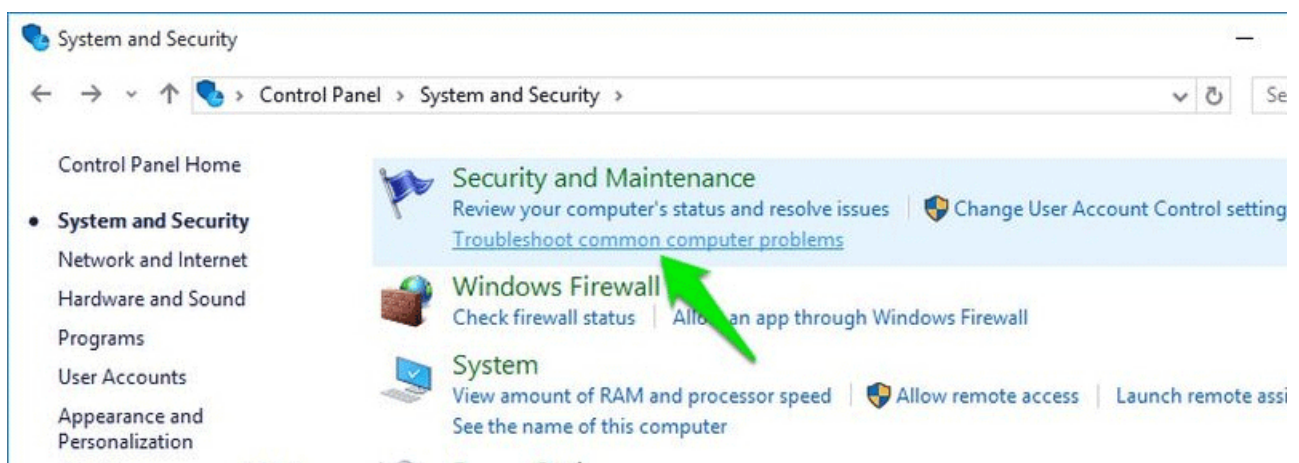 System and Security
Control Panel > System and Security >
Se
Control Panel Home
System and Security
Network and Internet
Hardware and Sound
Programs
User Accounts
Appearance and
Personalization
Security and Maintenance
Review your computer's status and resolve issues | Change User Account Control setting
Troubleshoot common computer problems
Windows Firewall
Check firewall status | an app through Windows Firewall
System
View amount of RAM and processor speed | Allow remote access | Launch remote assi
See the name of this computer